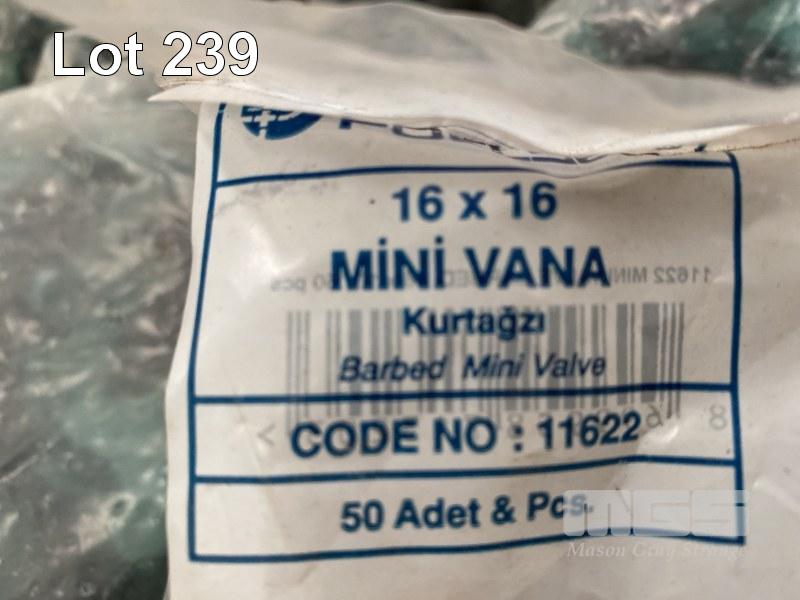 Lot 239
16 x 16
MİNİ VANA
Kurtağzı
Barbed Mini Valve
CODE NO : 11622
50 Adet & Pcs.
MGS
Mason Gray Strange